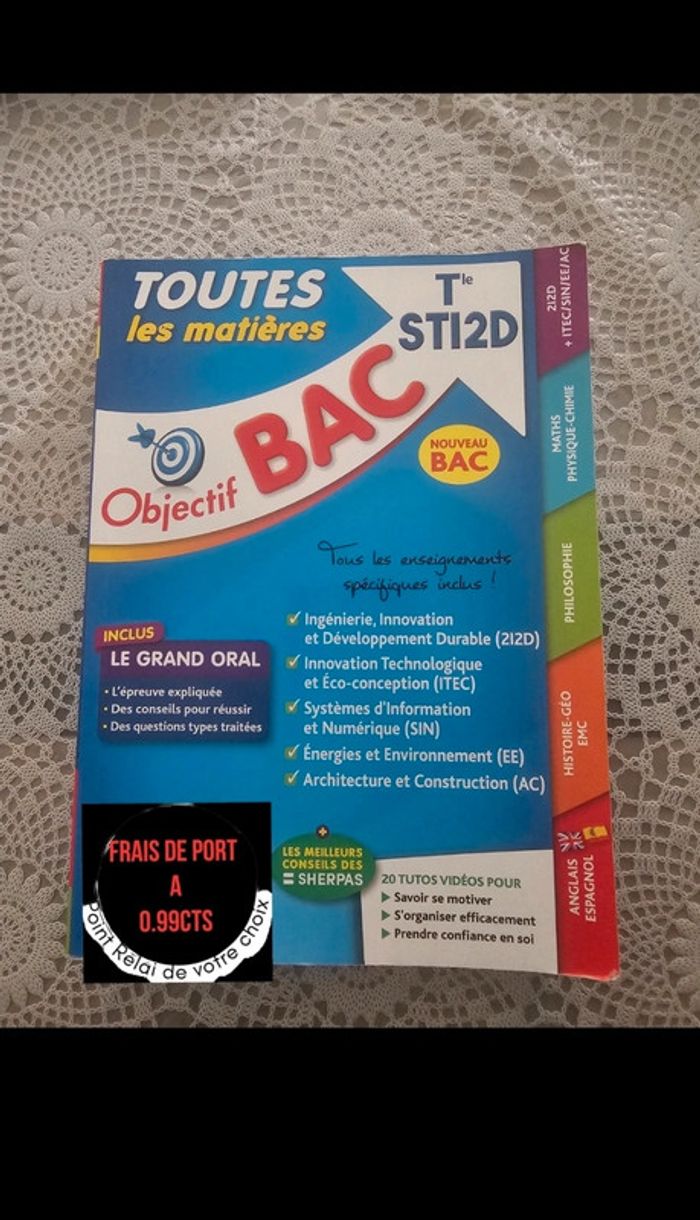 TOUTES
les matières
Tle
STI2D
Objectif BAC
NOUVEAU
BAC
Tous les enseignements
spécifiques inclus !
INCLUS
LE GRAND ORAL
• L'épreuve expliquée
• Des conseils pour réussir
• Des questions types traitées
Ingénierie, Innovation
et Développement Durable (2I2D)
Innovation Technologique
et Éco-conception (ITEC)
Systèmes d'Information
et Numérique (SIN)
Énergies et Environnement (EE)
Architecture et Construction (AC)
+
LES MEILLEURS
CONSEILS DES
SHERPAS
20 TUTOS VIDÉOS POUR
Savoir se motiver
S'organiser efficacement
Prendre confiance en soi
2I2D
+ ITEC/SIN/EE/AC
MATHS
PHYSIQUE-CHIMIE
PHILOSOPHIE
HISTOIRE-GÉO
EMC
ANGLAIS
ESPAGNOL
FRAIS DE PORT
A
0.99CTS
Point Rélai de votre choix